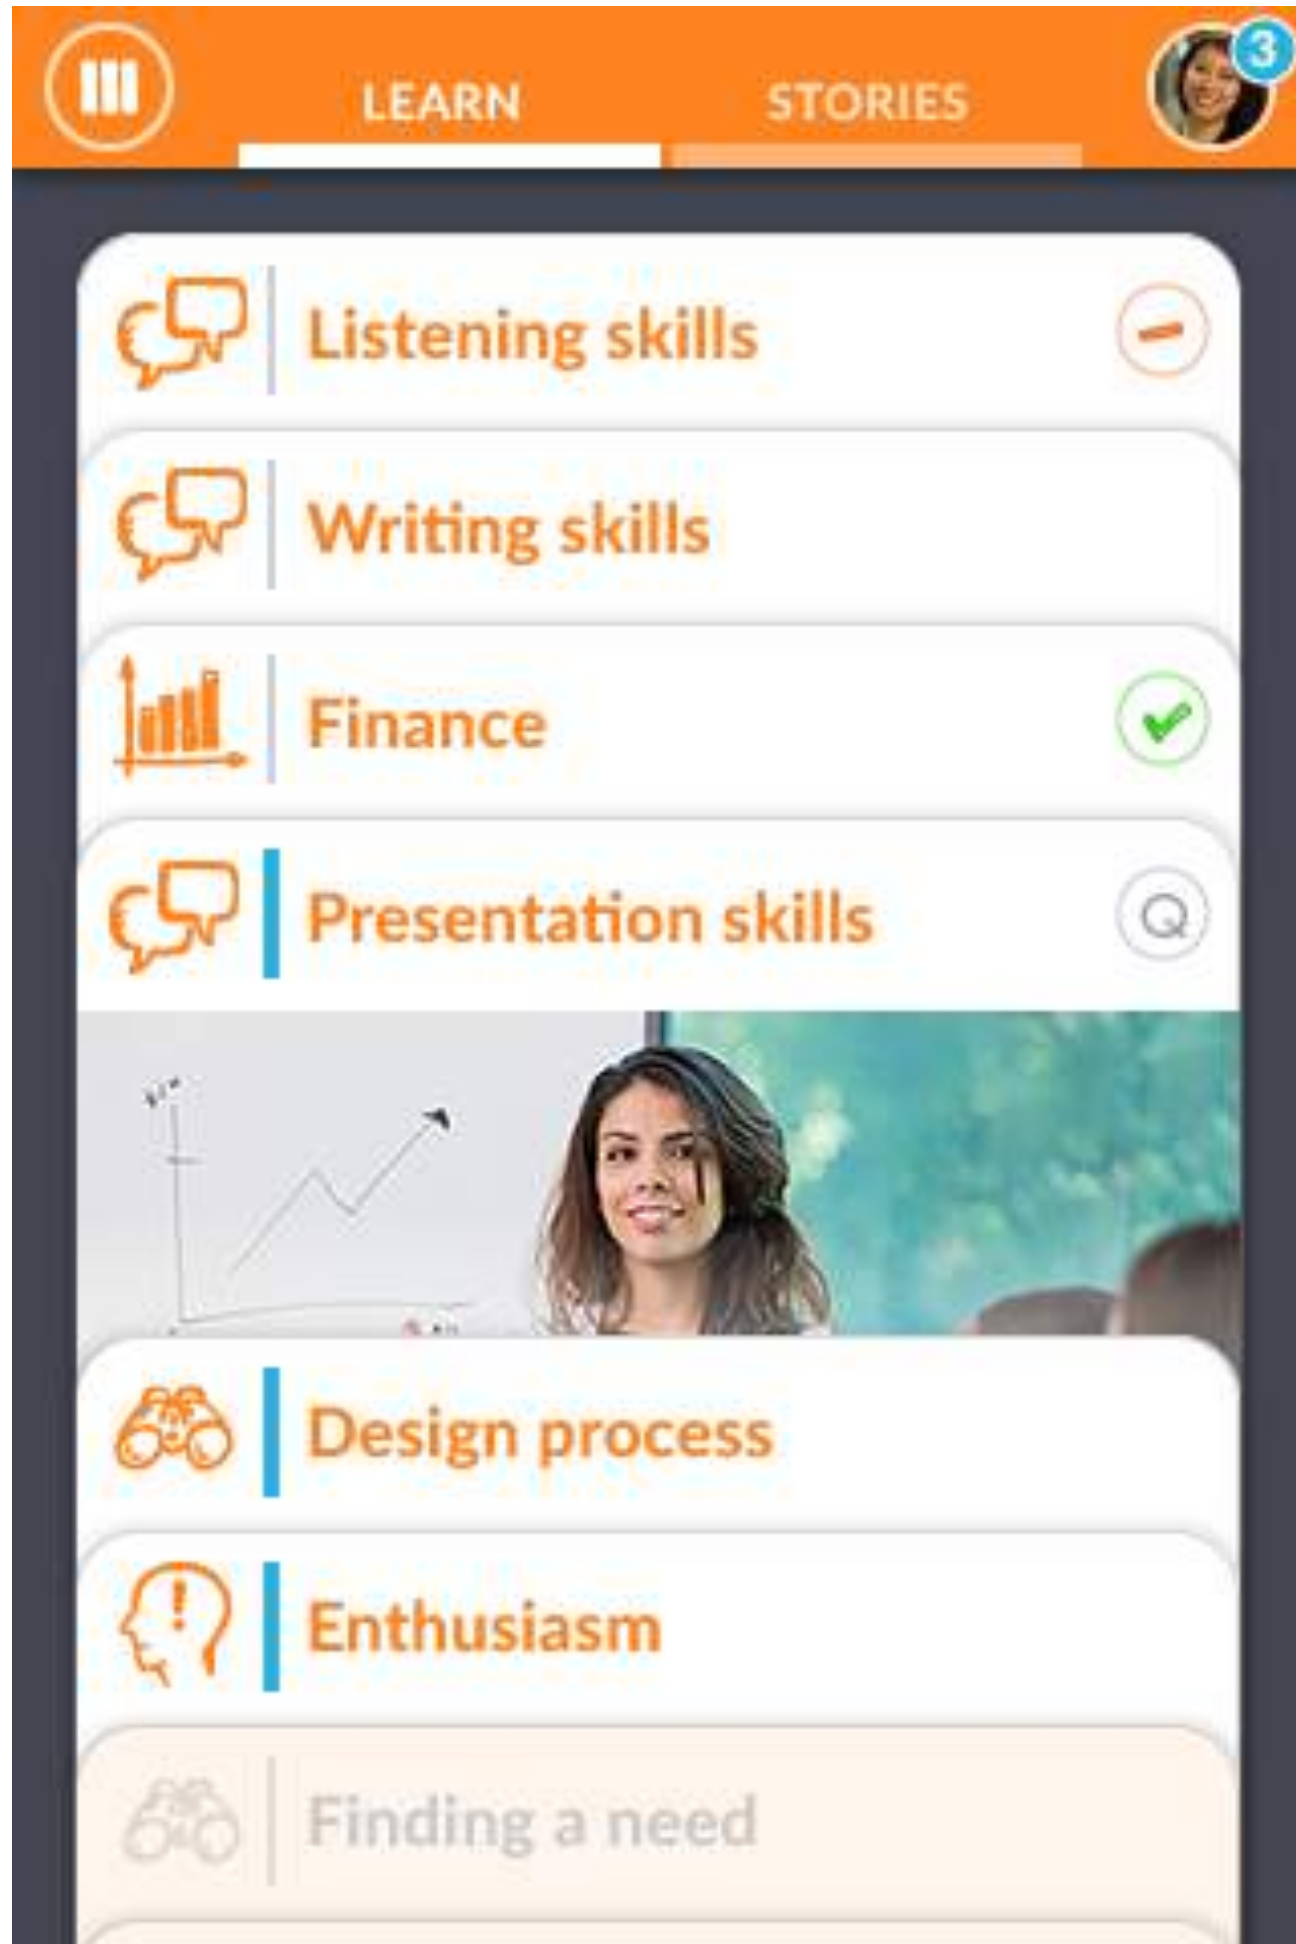 LEARN
STORIES
3
Listening skills
Writing skills
Finance
Presentation skills
Q
Design process
Enthusiasm
Finding a need